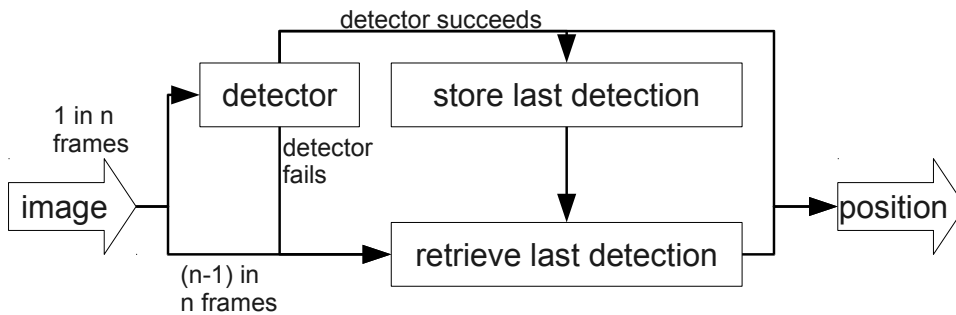 detector succeeds
detector
store last detection
1 in n
frames
detector
fails
image
position
retrieve last detection
(n-1) in
n frames